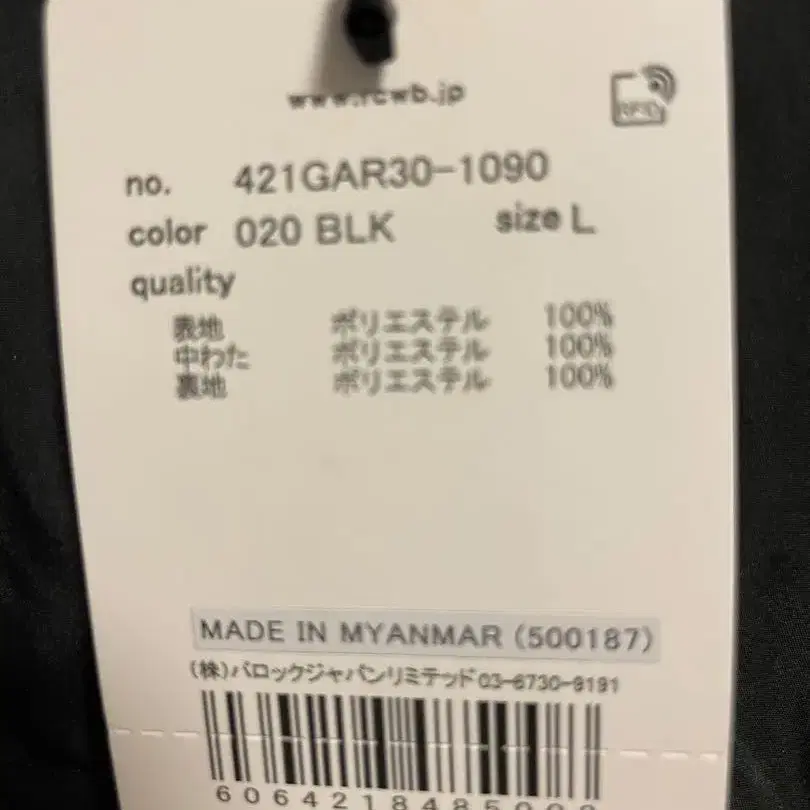 www.rcwb.jp
RFID
no. 421GAR30-1090
color 020 BLK size L
quality
表地 ポリエステル 100%
中わた ポリエステル 100%
裏地 ポリエステル 100%
MADE IN MYANMAR (500187)
(株)バロックジャパンリミテッド03-6730-9191